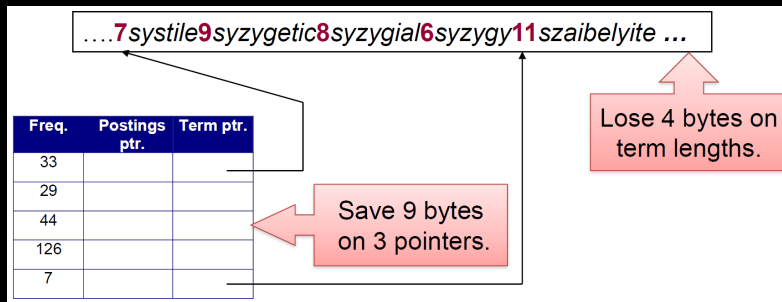 ….7systile9syzygetic8syzygial6syzygy11szaibelyite …
Lose 4 bytes on
term lengths.
Freq. Postings ptr. Term ptr.
33
29
44
126
7
Save 9 bytes
on 3 pointers.